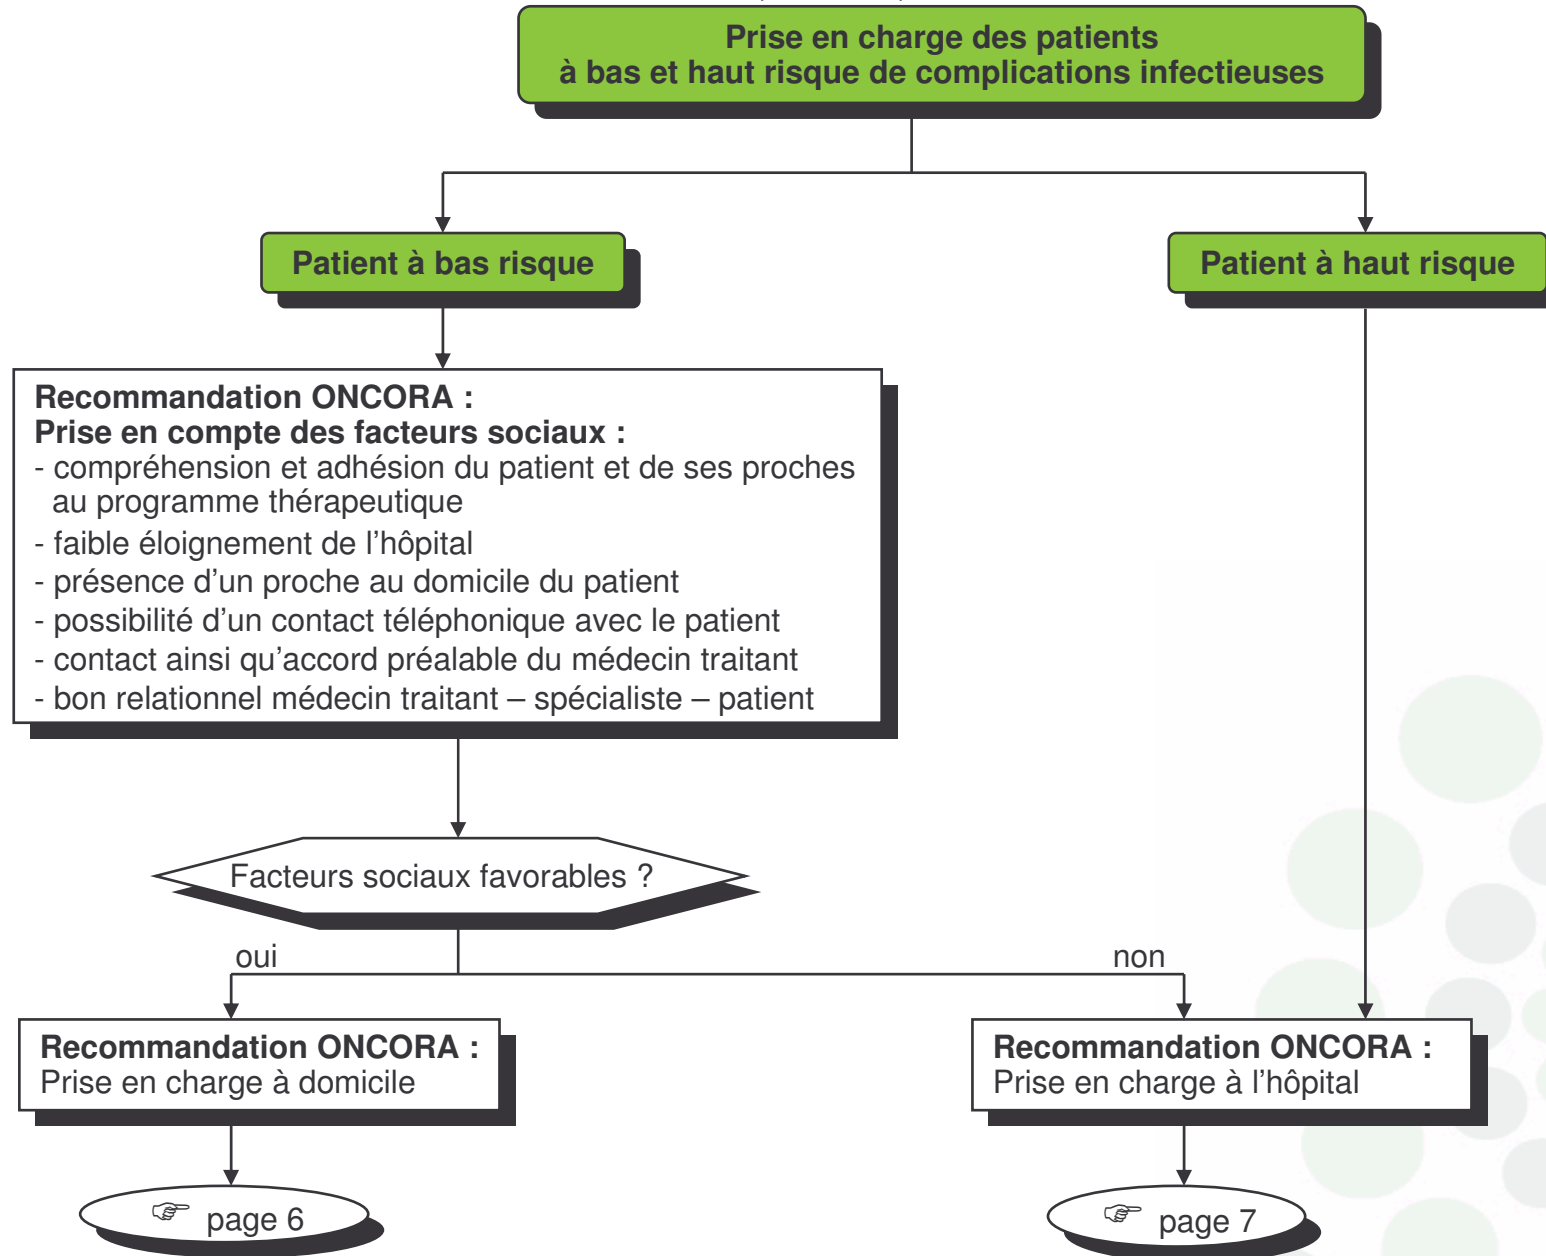 Prise en charge des patients
à bas et haut risque de complications infectieuses
Patient à bas risque
Patient à haut risque
Recommandation ONCORA :
Prise en compte des facteurs sociaux :
- compréhension et adhésion du patient et de ses proches
au programme thérapeutique
- faible éloignement de l’hôpital
- présence d’un proche au domicile du patient
- possibilité d’un contact téléphonique avec le patient
- contact ainsi qu’accord préalable du médecin traitant
- bon relationnel médecin traitant – spécialiste – patient
Facteurs sociaux favorables ?
oui
non
Recommandation ONCORA :
Prise en charge à domicile
Recommandation ONCORA :
Prise en charge à l’hôpital
☞ page 6
☞ page 7